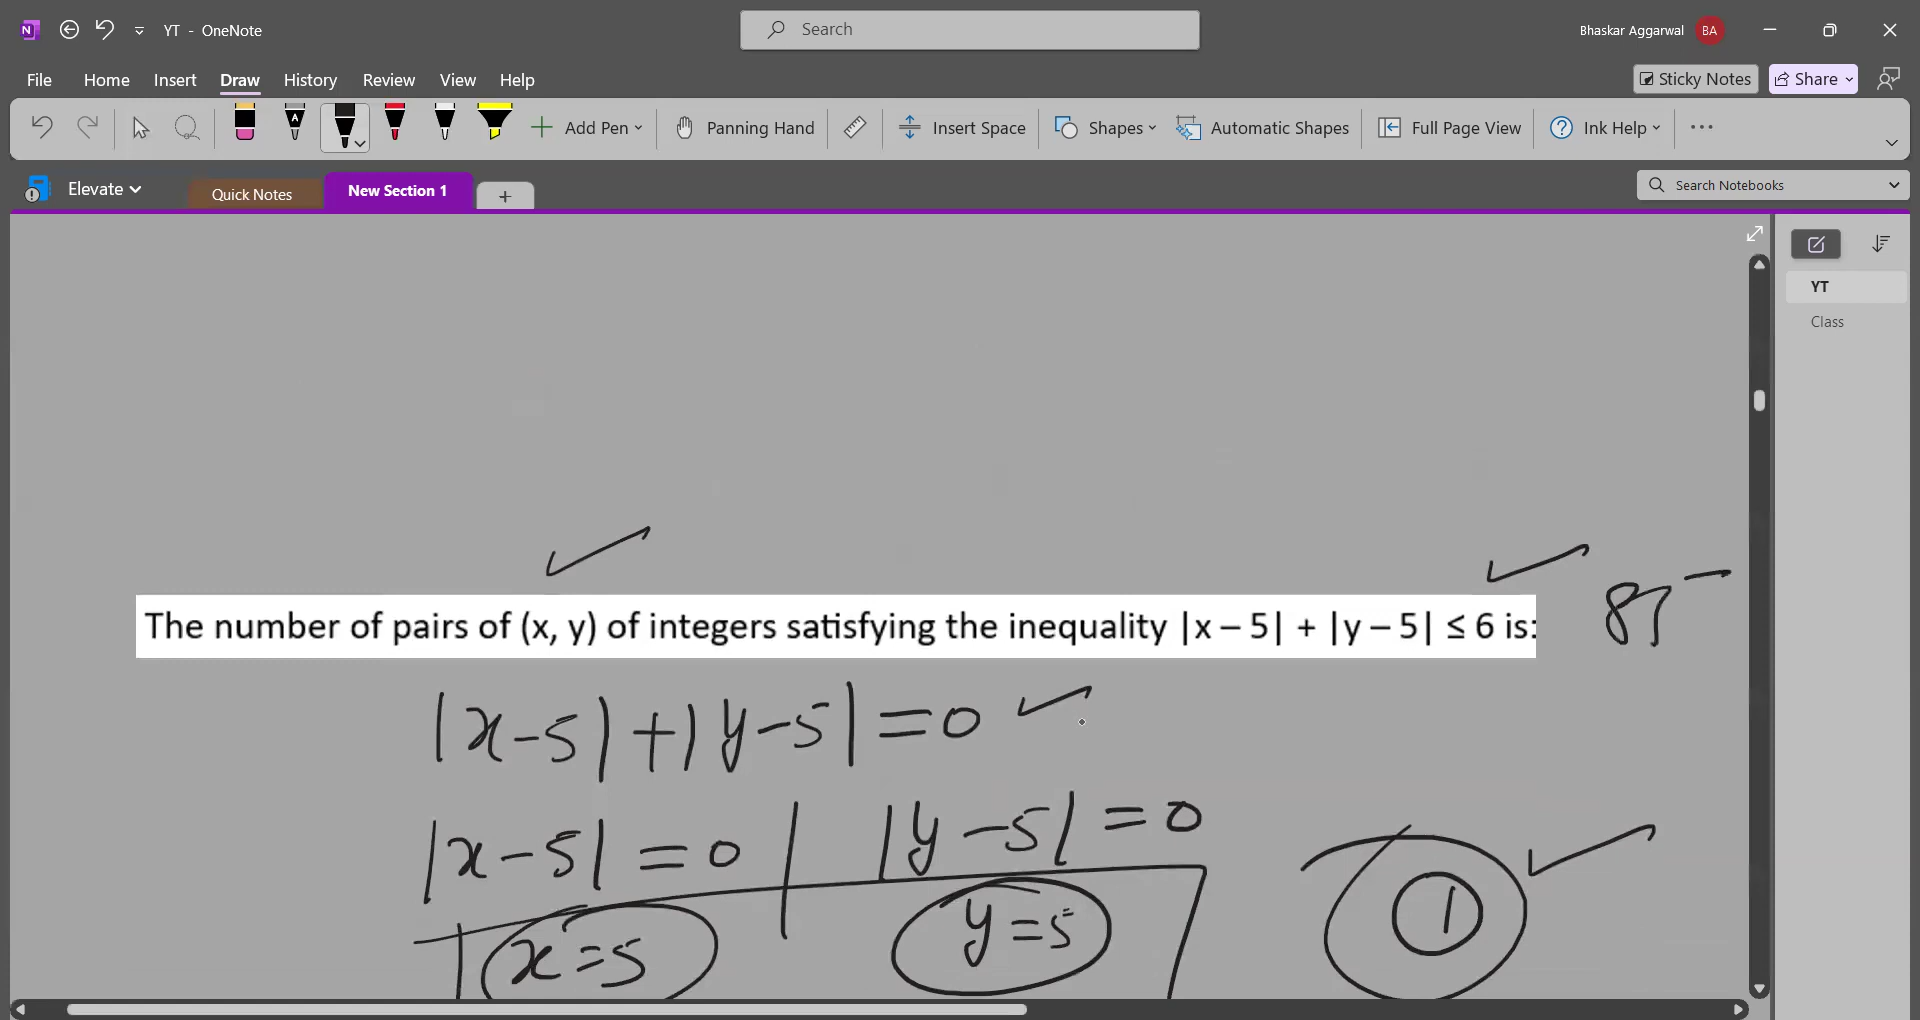 YT - OneNote
Search
Bhaskar Aggarwal BA
File Home Insert Draw History Review View Help
Sticky Notes Share
Add Pen Panning Hand Insert Space Shapes Automatic Shapes Full Page View Ink Help
Elevate Quick Notes New Section 1 +
Search Notebooks
YT
Class
The number of pairs of (x, y) of integers satisfying the inequality |x – 5| + |y – 5| ≤ 6 is: 85
|x-5|+|y-5|=0
|x-5|=0 |y-5|=0
x=5 y=5 1